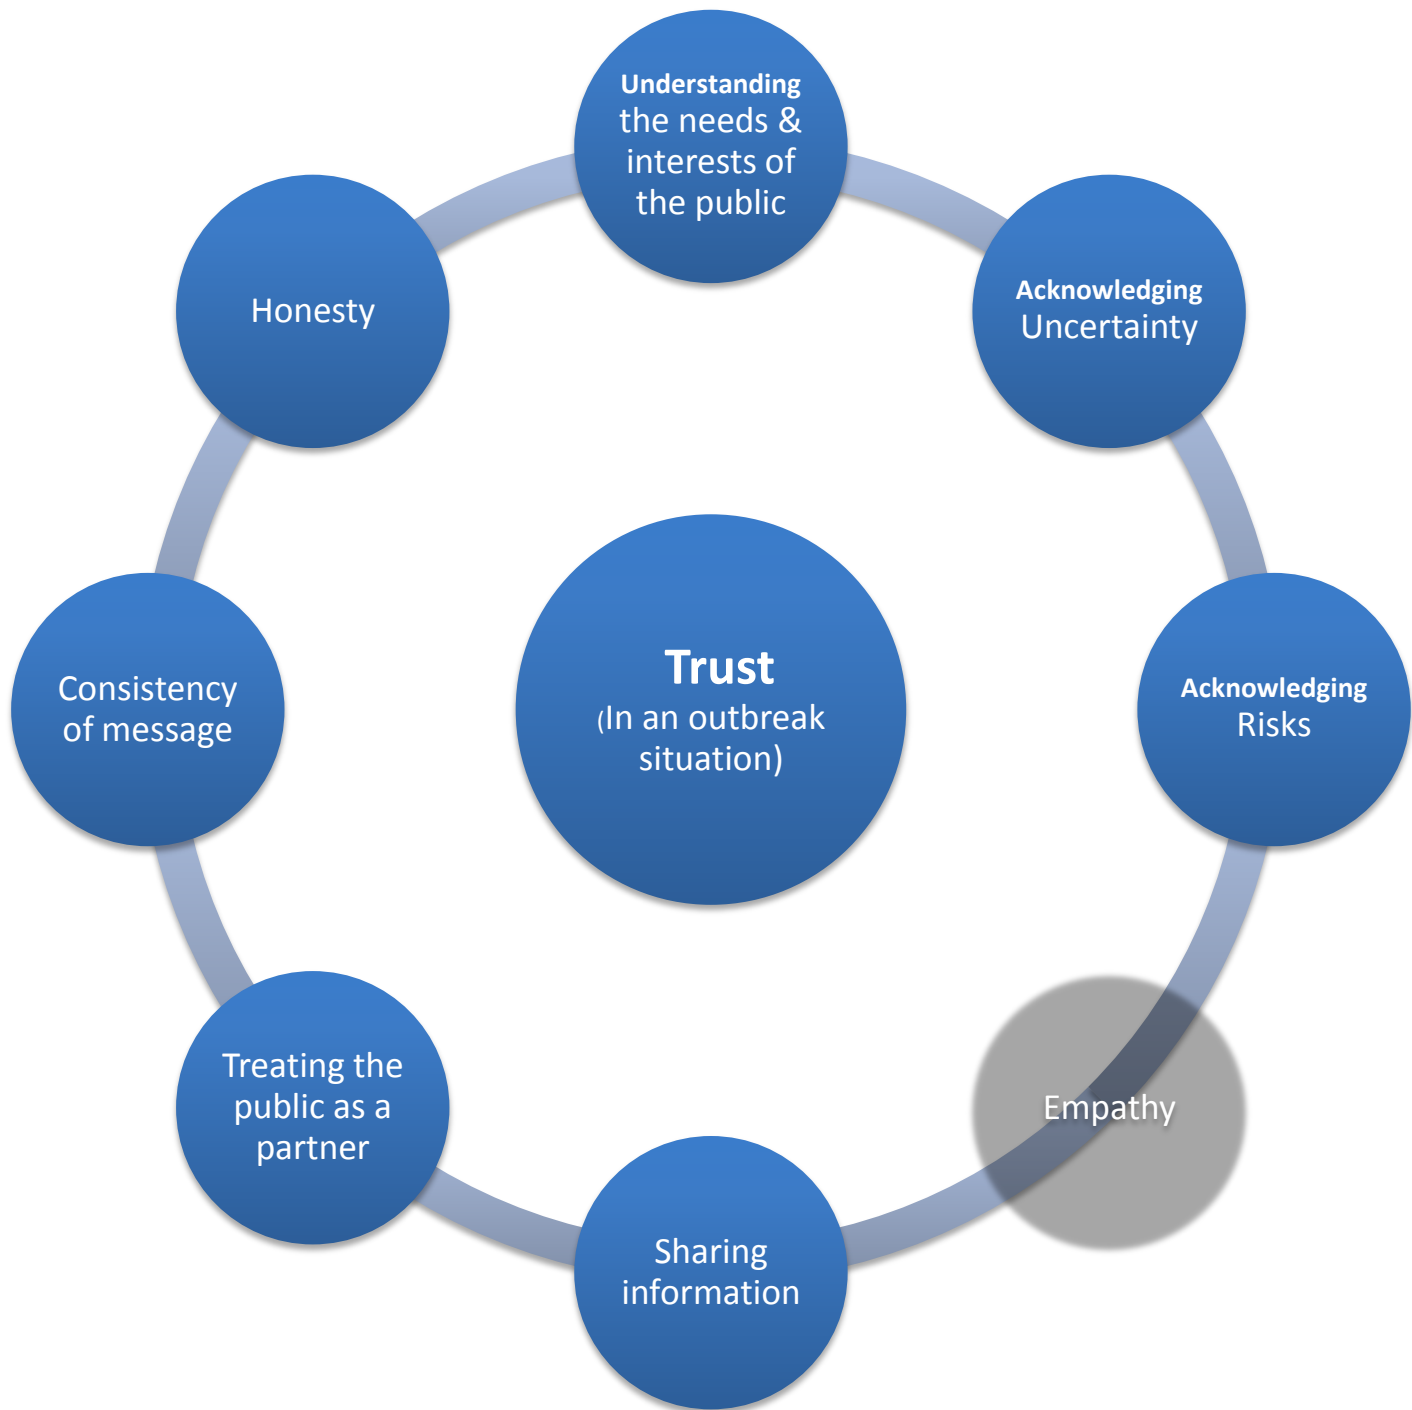 Understanding
the needs &
interests of
the public
Acknowledging
Uncertainty
Acknowledging
Risks
Empathy
Sharing
information
Treating the
public as a
partner
Consistency
of message
Honesty
Trust
(In an outbreak
situation)